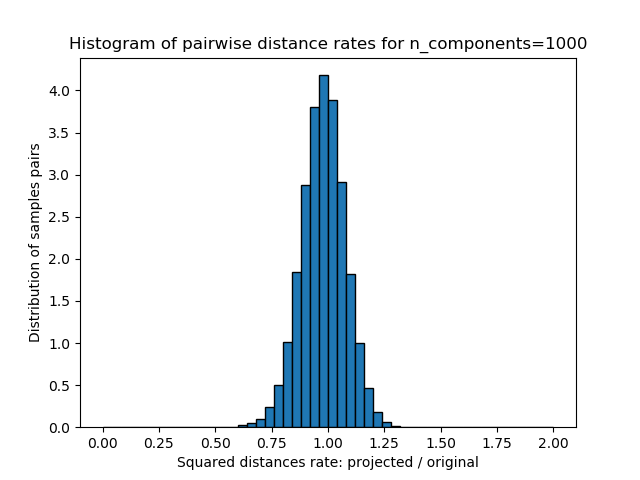 Histogram of pairwise distance rates for n_components=1000
Distribution of samples pairs
4.0
3.5
3.0
2.5
2.0
1.5
1.0
0.5
0.0
0.00 0.25 0.50 0.75 1.00 1.25 1.50 1.75 2.00
Squared distances rate: projected / original